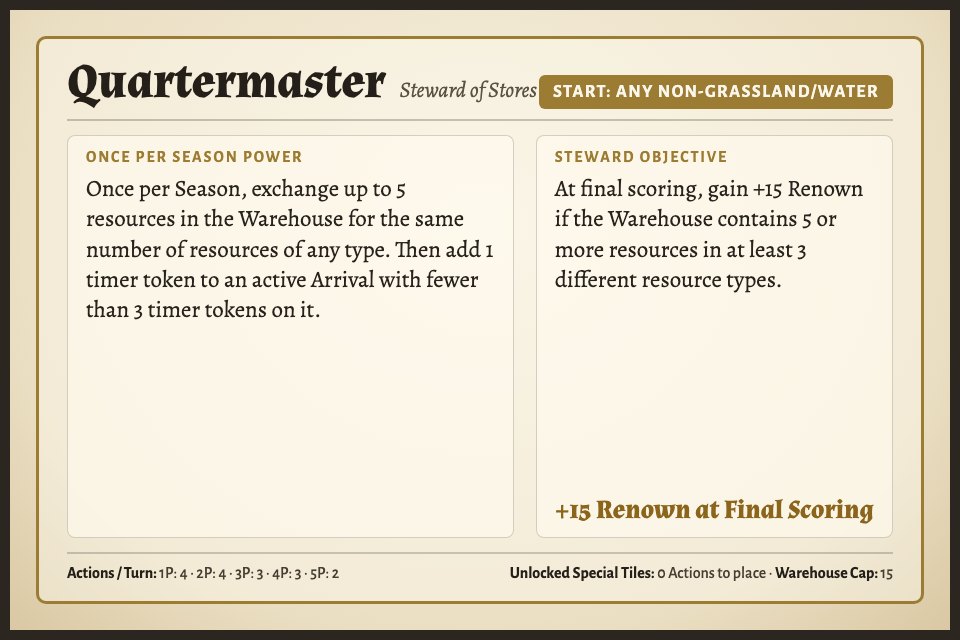 Quartermaster Steward of Stores START: ANY NON-GRASSLAND/WATER
ONCE PER SEASON POWER
Once per Season, exchange up to 5
resources in the Warehouse for the same
number of resources of any type. Then add 1
timer token to an active Arrival with fewer
than 3 timer tokens on it.
STEWARD OBJECTIVE
At final scoring, gain +15 Renown
if the Warehouse contains 5 or
more resources in at least 3
different resource types.
+15 Renown at Final Scoring
Actions / Turn: 1P: 4 · 2P: 4 · 3P: 3 · 4P: 3 · 5P: 2
Unlocked Special Tiles: 0 Actions to place · Warehouse Cap: 15